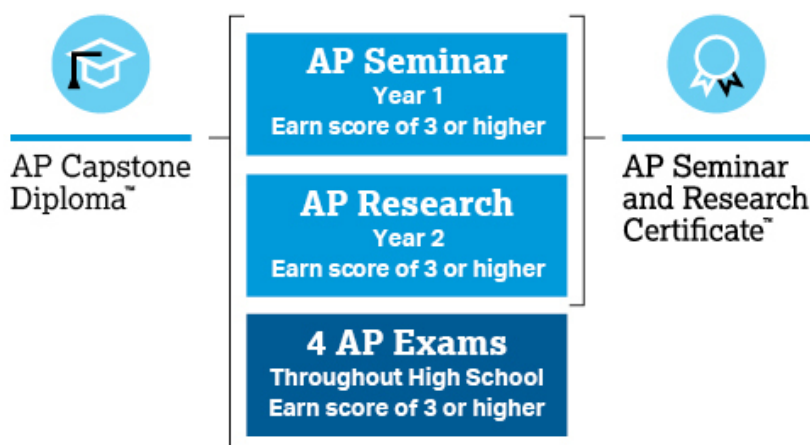 AP Capstone
Diploma™
AP Seminar
Year 1
Earn score of 3 or higher
AP Research
Year 2
Earn score of 3 or higher
4 AP Exams
Throughout High School
Earn score of 3 or higher
AP Seminar
and Research
Certificate™